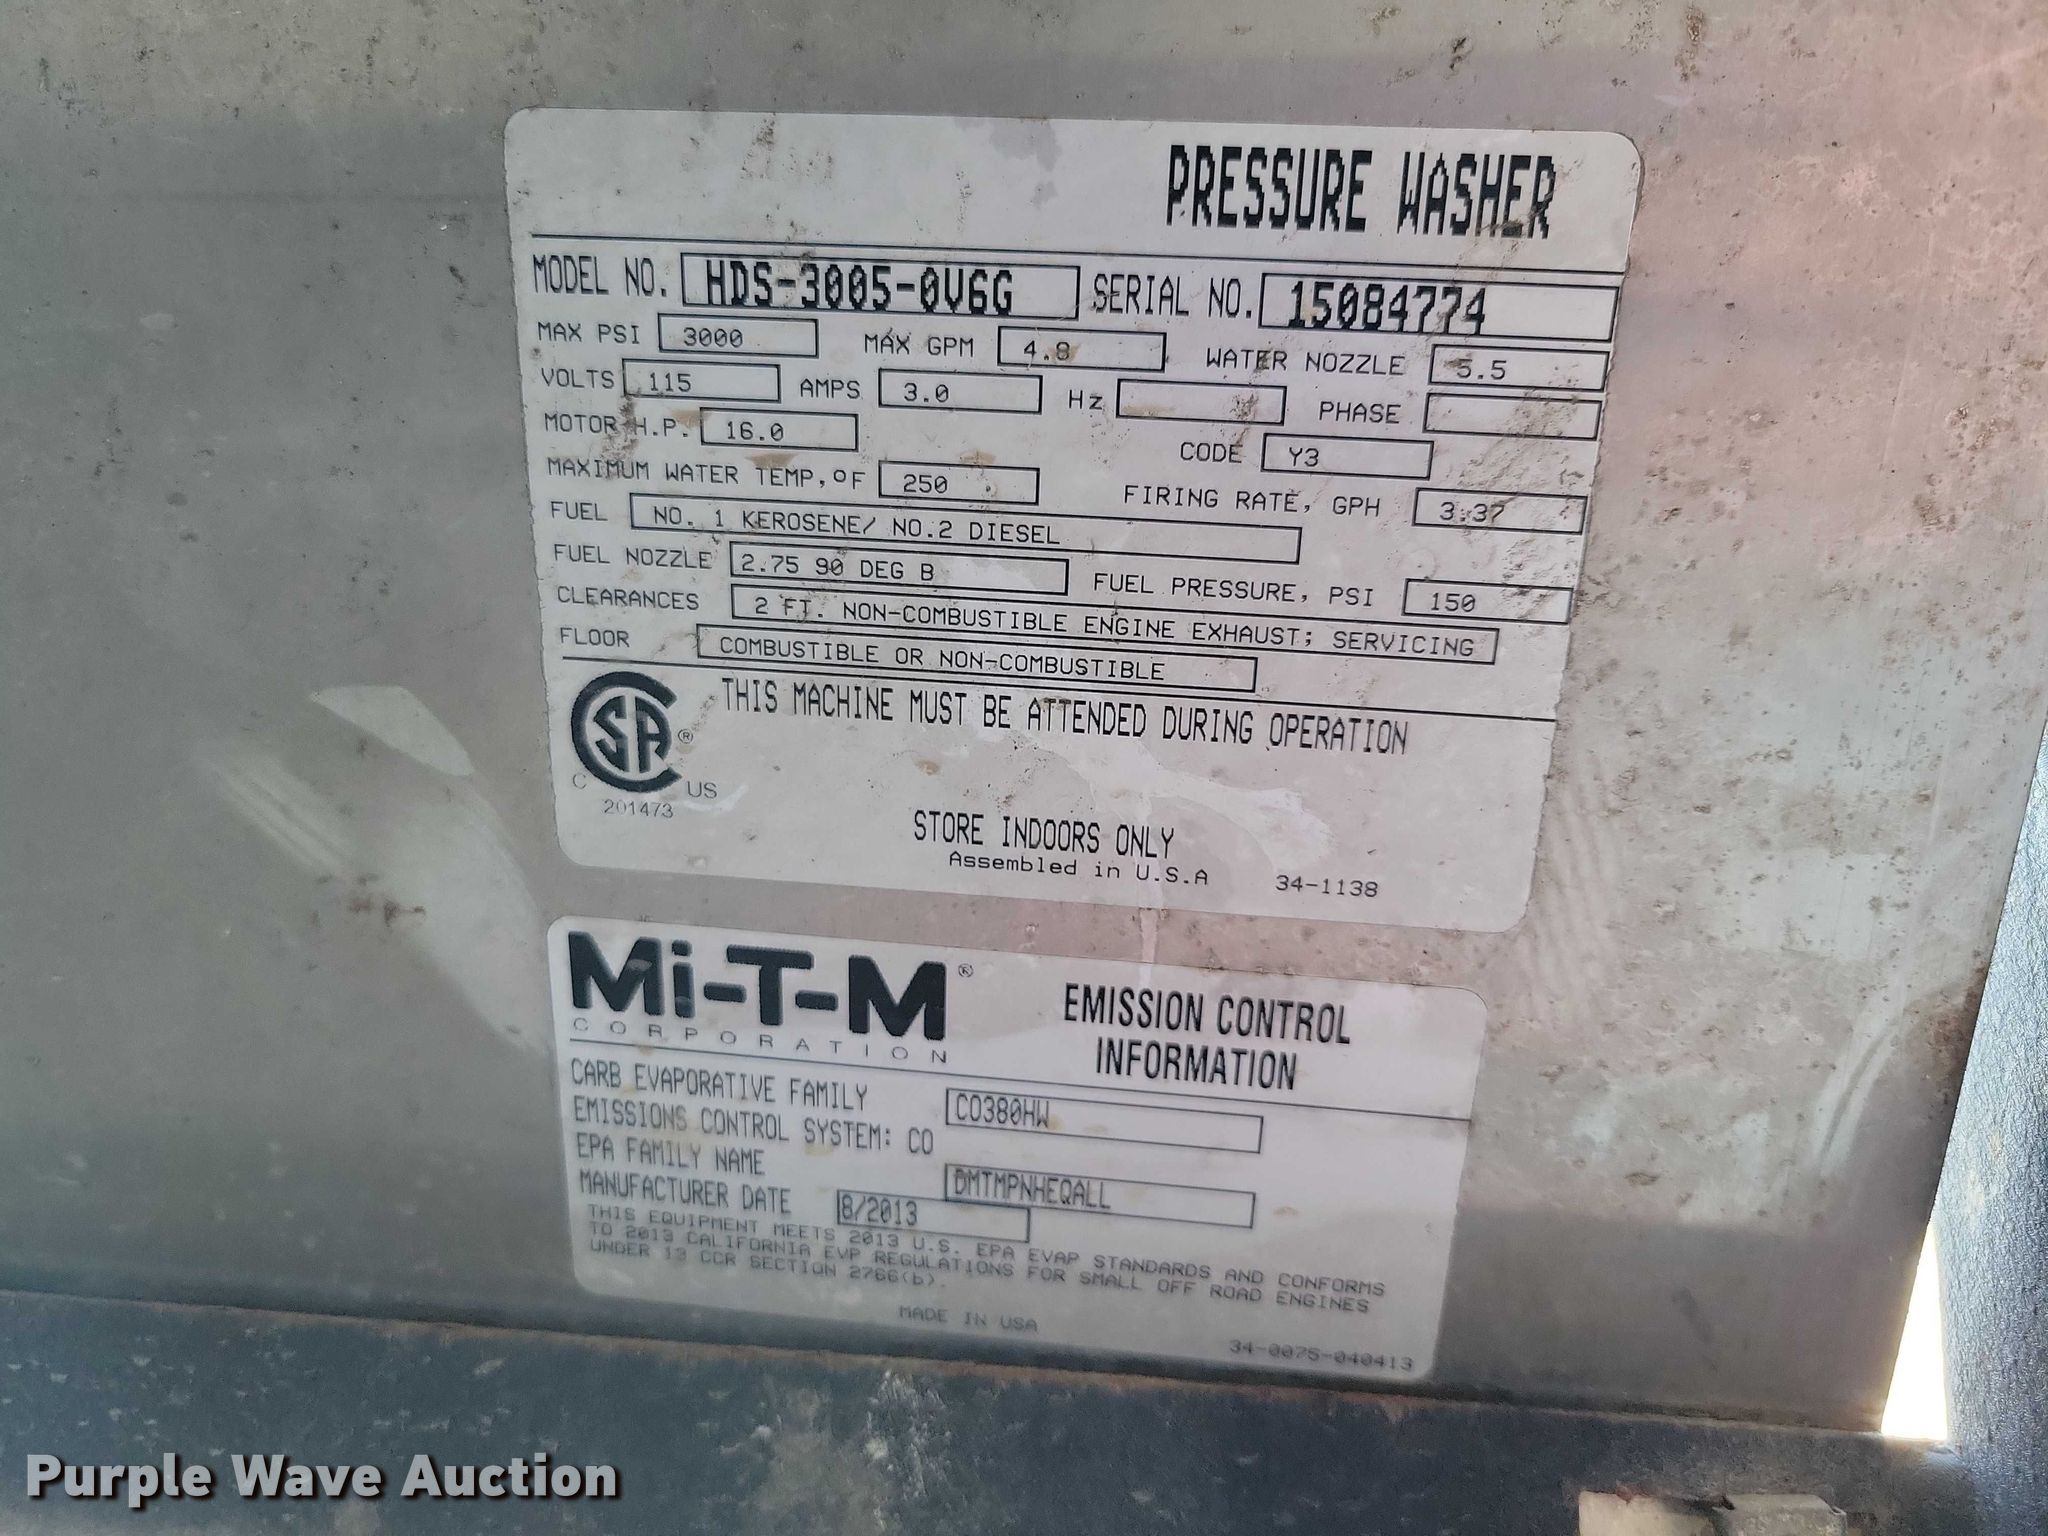 PRESSURE WASHER
MODEL NO. HDS-3005-0V6G SERIAL NO. 15084774
MAX PSI 3000 MAX GPM 4.8 WATER NOZZLE 5.5
VOLTS 115 AMPS 3.0 Hz PHASE
MOTOR H.P. 16.0 CODE Y3
MAXIMUM WATER TEMP,°F 250 FIRING RATE, GPH 3.37
FUEL NO. 1 KEROSENE/ NO.2 DIESEL
FUEL NOZZLE 2.75 90 DEG B FUEL PRESSURE, PSI 150
CLEARANCES 2 FT. NON-COMBUSTIBLE ENGINE EXHAUST; SERVICING
FLOOR COMBUSTIBLE OR NON-COMBUSTIBLE
THIS MACHINE MUST BE ATTENDED DURING OPERATION
CSA ®
C US
201473
STORE INDOORS ONLY
Assembled in U.S.A 34-1138
Mi-T-M ®
CORPORATION
EMISSION CONTROL
INFORMATION
CARB EVAPORATIVE FAMILY CO380HW
EMISSIONS CONTROL SYSTEM: CO
EPA FAMILY NAME DMTMPNHEQALL
MANUFACTURER DATE 8/2013
THIS EQUIPMENT MEETS 2013 U.S. EPA EVAP STANDARDS AND CONFORMS
TO 2013 CALIFORNIA EVP REGULATIONS FOR SMALL OFF ROAD ENGINES
UNDER 13 CCR SECTION 2766(b).
MADE IN USA
34-0075-040413
Purple Wave Auction